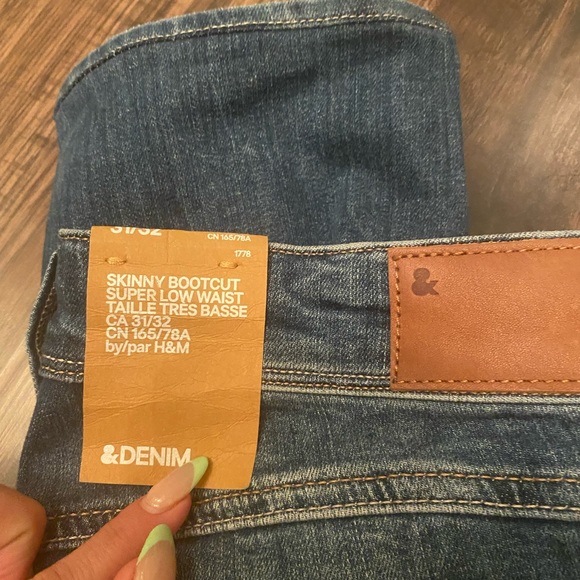 31/32
CN 165/78A
1778
SKINNY BOOTCUT
SUPER LOW WAIST
TAILLE TRES BASSE
CA 31/32
CN 165/78A
by/par H&M
&DENIM
&